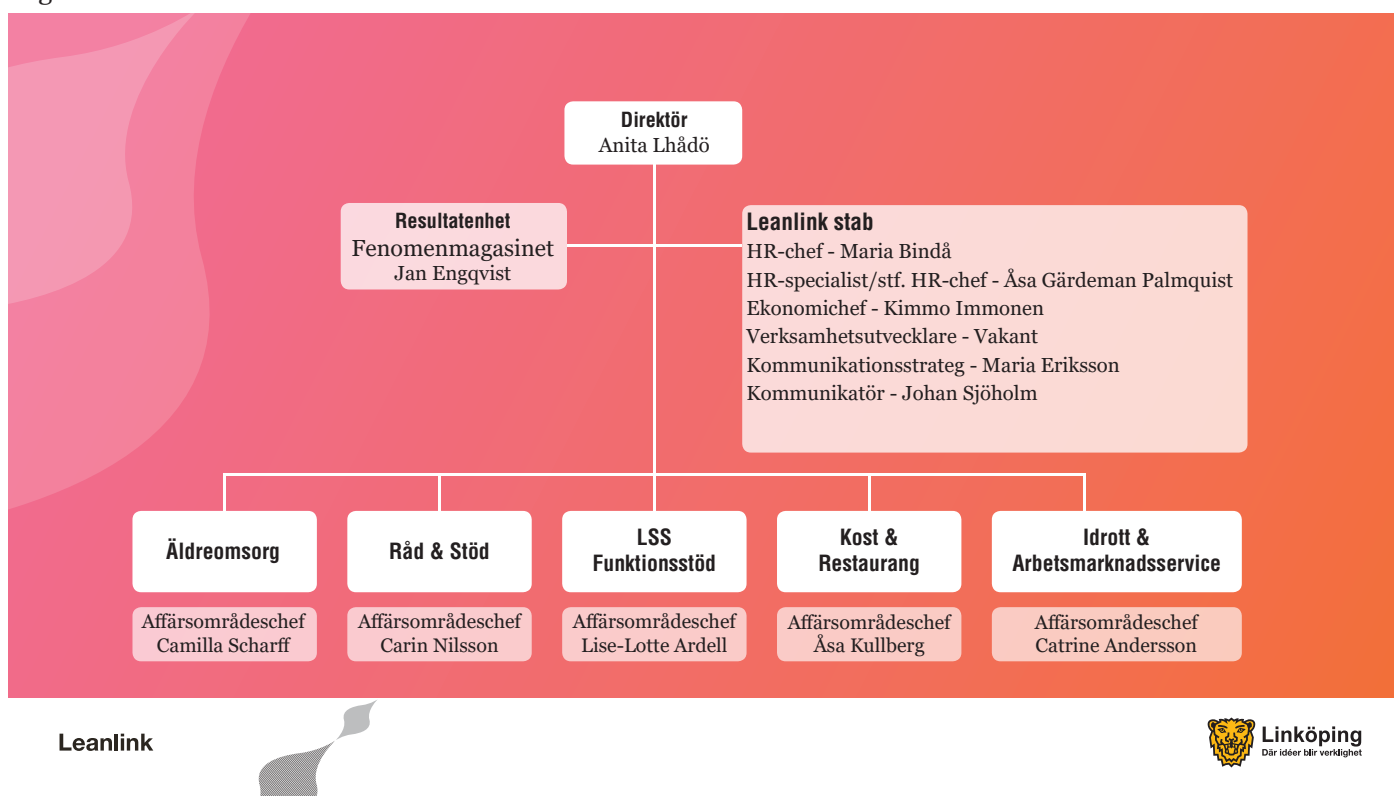 Direktör
Anita Lhådö
Resultatenhet
Fenomenmagasinet
Jan Engqvist
Leanlink stab
HR-chef - Maria Bindå
HR-specialist/stf. HR-chef - Åsa Gärdeman Palmquist
Ekonomichef - Kimmo Immonen
Verksamhetsutvecklare - Vakant
Kommunikationsstrateg - Maria Eriksson
Kommunikatör - Johan Sjöholm
Äldreomsorg
Affärsområdeschef
Camilla Scharff
Råd & Stöd
Affärsområdeschef
Carin Nilsson
LSS
Funktionsstöd
Affärsområdeschef
Lise-Lotte Ardell
Kost &
Restaurang
Affärsområdeschef
Åsa Kullberg
Idrott &
Arbetsmarknadsservice
Affärsområdeschef
Catrine Andersson
Leanlink
Linköping
Där idéer blir verklighet